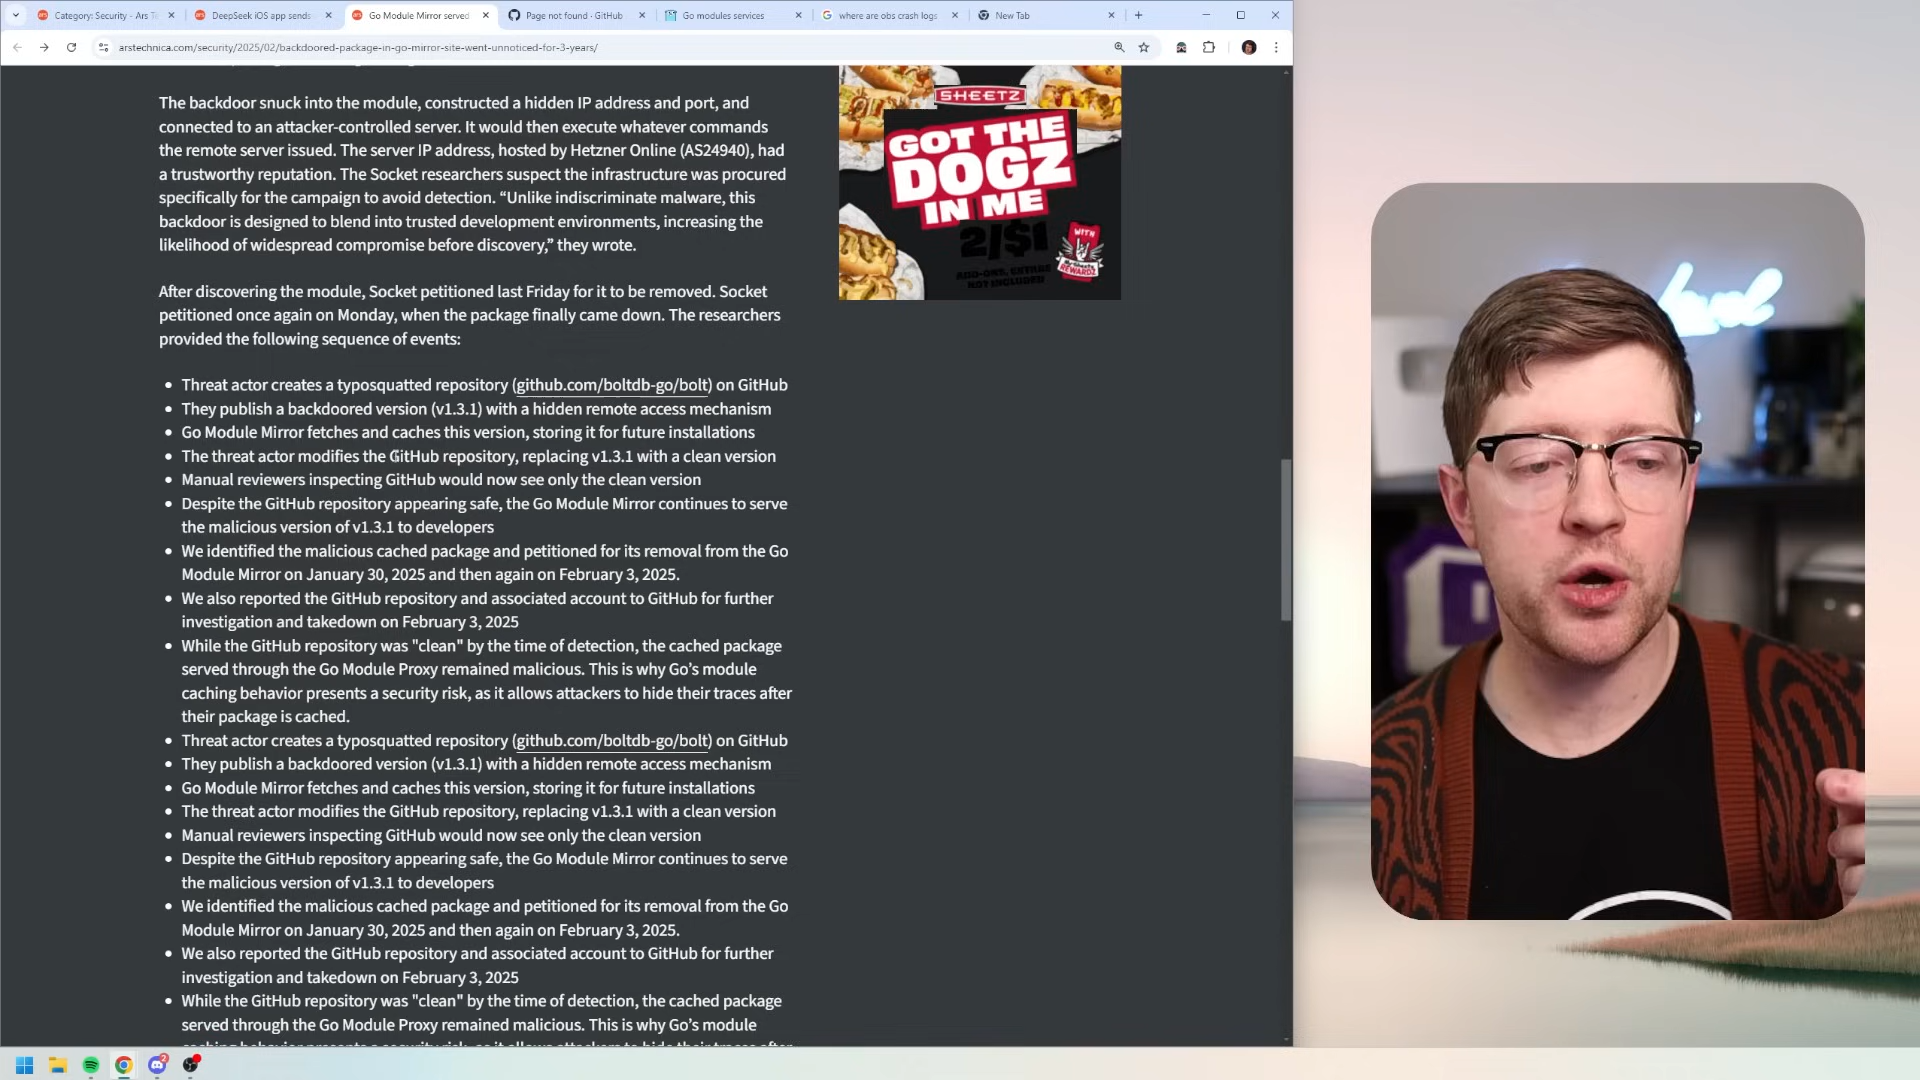 Category: Security - Ars Te
DeepSeek iOS app sends
Go Module Mirror served
Page not found · GitHub
Go modules services
where are obs crash logs
New Tab
arstechnica.com/security/2025/02/backdoored-package-in-go-mirror-site-went-unnoticed-for-3-years/
The backdoor snuck into the module, constructed a hidden IP address and port, and
connected to an attacker-controlled server. It would then execute whatever commands
the remote server issued. The server IP address, hosted by Hetzner Online (AS24940), had
a trustworthy reputation. The Socket researchers suspect the infrastructure was procured
specifically for the campaign to avoid detection. “Unlike indiscriminate malware, this
backdoor is designed to blend into trusted development environments, increasing the
likelihood of widespread compromise before discovery,” they wrote.
After discovering the module, Socket petitioned last Friday for it to be removed. Socket
petitioned once again on Monday, when the package finally came down. The researchers
provided the following sequence of events:
• Threat actor creates a typosquatted repository (github.com/boltdb-go/bolt) on GitHub
• They publish a backdoored version (v1.3.1) with a hidden remote access mechanism
• Go Module Mirror fetches and caches this version, storing it for future installations
• The threat actor modifies the GitHub repository, replacing v1.3.1 with a clean version
• Manual reviewers inspecting GitHub would now see only the clean version
• Despite the GitHub repository appearing safe, the Go Module Mirror continues to serve
the malicious version of v1.3.1 to developers
• We identified the malicious cached package and petitioned for its removal from the Go
Module Mirror on January 30, 2025 and then again on February 3, 2025.
• We also reported the GitHub repository and associated account to GitHub for further
investigation and takedown on February 3, 2025
• While the GitHub repository was "clean" by the time of detection, the cached package
served through the Go Module Proxy remained malicious. This is why Go’s module
caching behavior presents a security risk, as it allows attackers to hide their traces after
their package is cached.
• Threat actor creates a typosquatted repository (github.com/boltdb-go/bolt) on GitHub
• They publish a backdoored version (v1.3.1) with a hidden remote access mechanism
• Go Module Mirror fetches and caches this version, storing it for future installations
• The threat actor modifies the GitHub repository, replacing v1.3.1 with a clean version
• Manual reviewers inspecting GitHub would now see only the clean version
• Despite the GitHub repository appearing safe, the Go Module Mirror continues to serve
the malicious version of v1.3.1 to developers
• We identified the malicious cached package and petitioned for its removal from the Go
Module Mirror on January 30, 2025 and then again on February 3, 2025.
• We also reported the GitHub repository and associated account to GitHub for further
investigation and takedown on February 3, 2025
• While the GitHub repository was "clean" by the time of detection, the cached package
served through the Go Module Proxy remained malicious. This is why Go’s module
SHEETZ
GOT THE
DOGZ
IN ME
2/$1
ADD-ONS, EXTRAS
NOT INCLUDED
WITH
REWARDZ
2